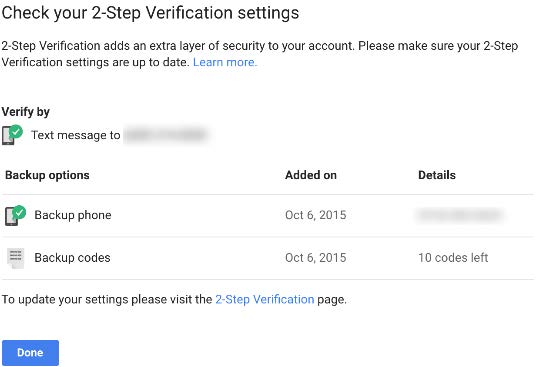 Check your 2-Step Verification settings
2-Step Verification adds an extra layer of security to your account. Please make sure your 2-Step
Verification settings are up to date. Learn more.
Verify by
Text message to
Backup options Added on Details
Backup phone Oct 6, 2015
Backup codes Oct 6, 2015 10 codes left
To update your settings please visit the 2-Step Verification page.
Done